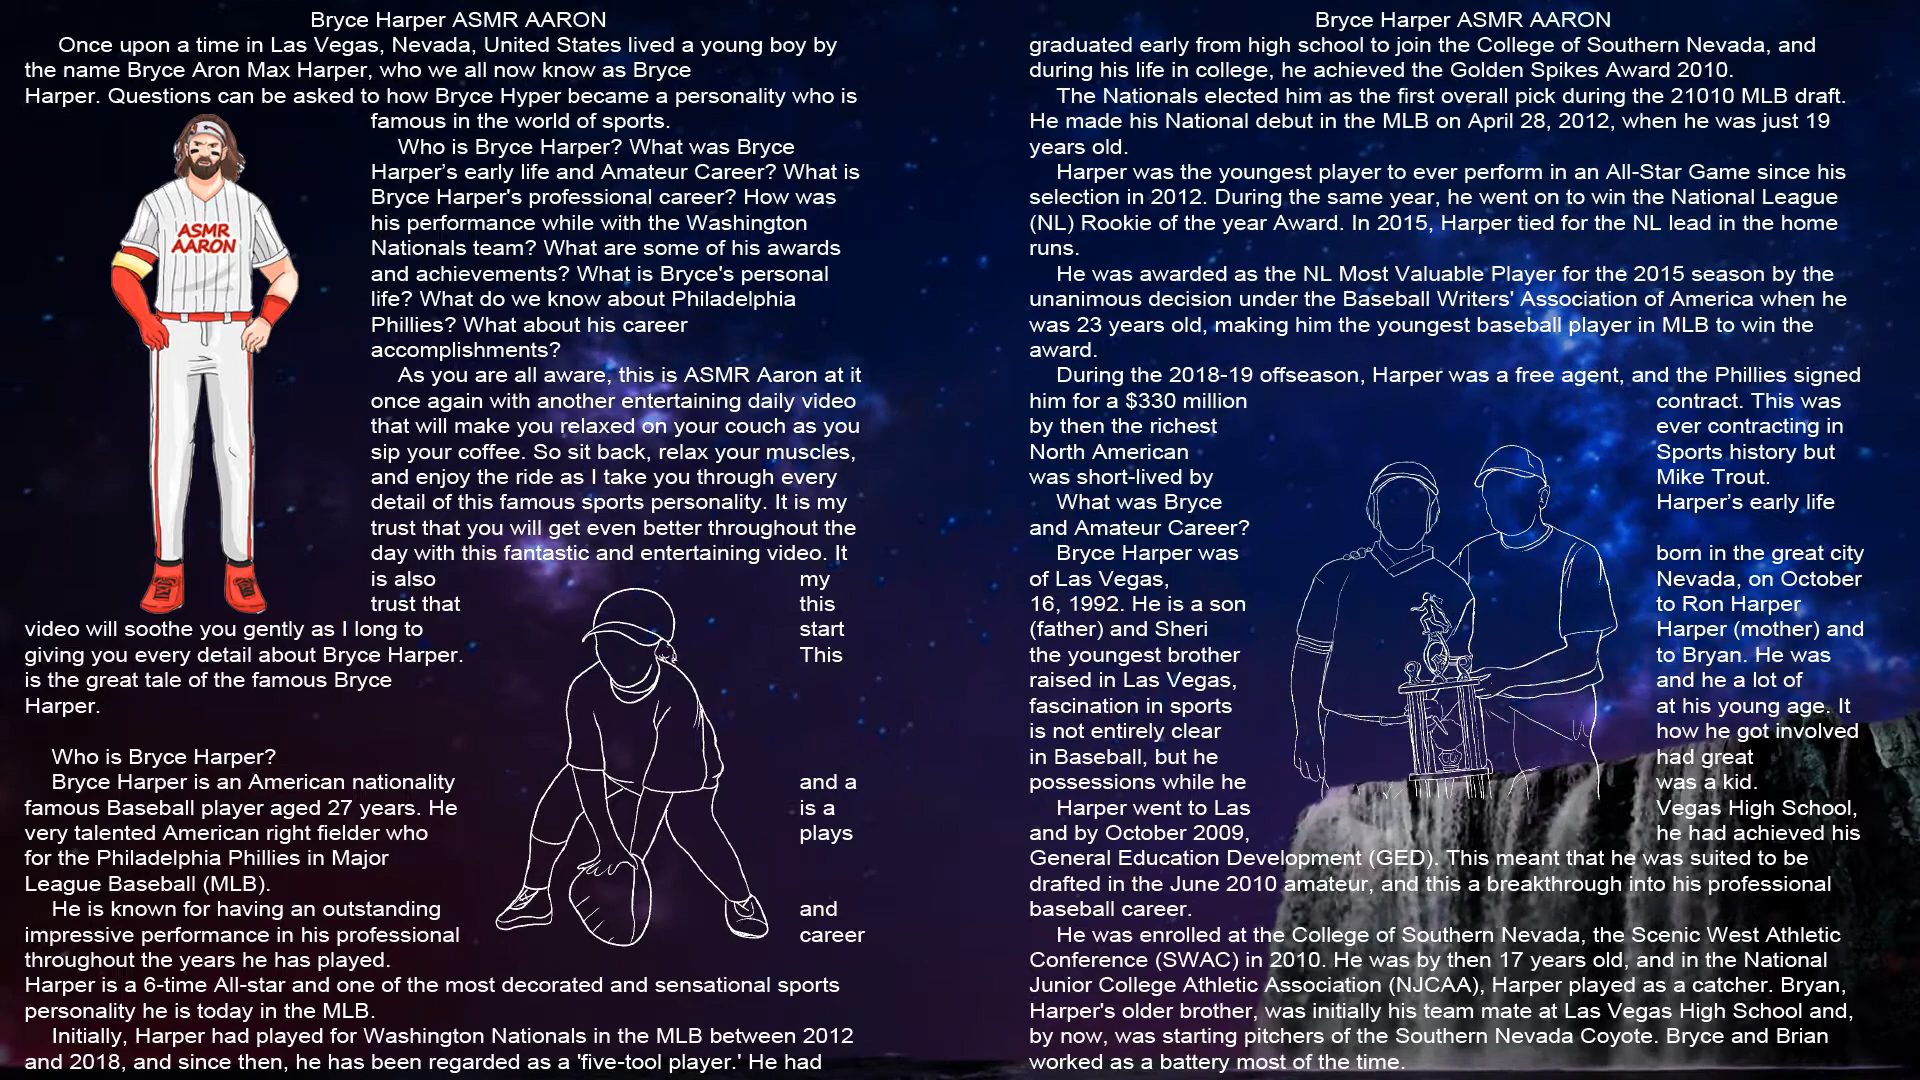 Bryce Harper ASMR AARON
Once upon a time in Las Vegas, Nevada, United States lived a young boy by
the name Bryce Aron Max Harper, who we all now know as Bryce
Harper. Questions can be asked to how Bryce Hyper became a personality who is
famous in the world of sports.
Who is Bryce Harper? What was Bryce
Harper’s early life and Amateur Career? What is
Bryce Harper's professional career? How was
his performance while with the Washington
Nationals team? What are some of his awards
and achievements? What is Bryce's personal
life? What do we know about Philadelphia
Phillies? What about his career
accomplishments?
As you are all aware, this is ASMR Aaron at it
once again with another entertaining daily video
that will make you relaxed on your couch as you
sip your coffee. So sit back, relax your muscles,
and enjoy the ride as I take you through every
detail of this famous sports personality. It is my
trust that you will get even better throughout the
day with this fantastic and entertaining video. It
is also my
trust that this
video will soothe you gently as I long to start
giving you every detail about Bryce Harper. This
is the great tale of the famous Bryce
Harper.
Who is Bryce Harper?
Bryce Harper is an American nationality and a
famous Baseball player aged 27 years. He is a
very talented American right fielder who plays
for the Philadelphia Phillies in Major
League Baseball (MLB).
He is known for having an outstanding and
impressive performance in his professional career
throughout the years he has played.
Harper is a 6-time All-star and one of the most decorated and sensational sports
personality he is today in the MLB.
Initially, Harper had played for Washington Nationals in the MLB between 2012
and 2018, and since then, he has been regarded as a 'five-tool player.' He had
ASMR
AARON
Bryce Harper ASMR AARON
graduated early from high school to join the College of Southern Nevada, and
during his life in college, he achieved the Golden Spikes Award 2010.
The Nationals elected him as the first overall pick during the 21010 MLB draft.
He made his National debut in the MLB on April 28, 2012, when he was just 19
years old.
Harper was the youngest player to ever perform in an All-Star Game since his
selection in 2012. During the same year, he went on to win the National League
(NL) Rookie of the year Award. In 2015, Harper tied for the NL lead in the home
runs.
He was awarded as the NL Most Valuable Player for the 2015 season by the
unanimous decision under the Baseball Writers' Association of America when he
was 23 years old, making him the youngest baseball player in MLB to win the
award.
During the 2018-19 offseason, Harper was a free agent, and the Phillies signed
him for a $330 million contract. This was
by then the richest ever contracting in
North American Sports history but
was short-lived by Mike Trout.
What was Bryce Harper’s early life
and Amateur Career?
Bryce Harper was born in the great city
of Las Vegas, Nevada, on October
16, 1992. He is a son to Ron Harper
(father) and Sheri Harper (mother) and
the youngest brother to Bryan. He was
raised in Las Vegas, and he a lot of
fascination in sports at his young age. It
is not entirely clear how he got involved
in Baseball, but he had great
possessions while he was a kid.
Harper went to Las Vegas High School,
and by October 2009, he had achieved his
General Education Development (GED). This meant that he was suited to be
drafted in the June 2010 amateur, and this a breakthrough into his professional
baseball career.
He was enrolled at the College of Southern Nevada, the Scenic West Athletic
Conference (SWAC) in 2010. He was by then 17 years old, and in the National
Junior College Athletic Association (NJCAA), Harper played as a catcher. Bryan,
Harper's older brother, was initially his team mate at Las Vegas High School and,
by now, was starting pitchers of the Southern Nevada Coyote. Bryce and Brian
worked as a battery most of the time.